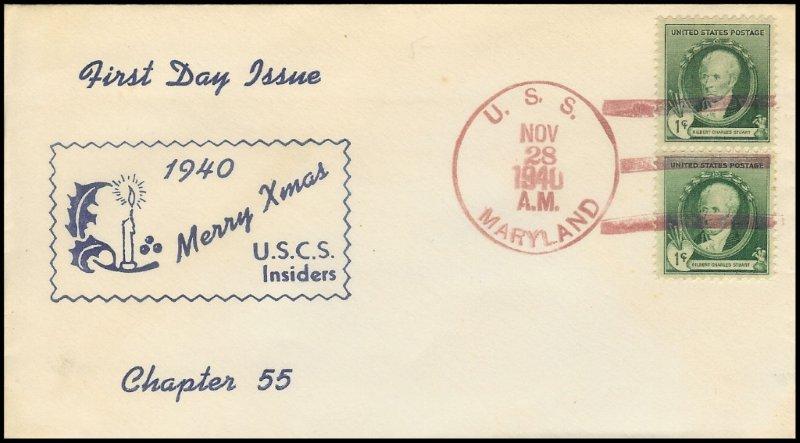 First Day Issue
1940
Merry Xmas
U.S.C.S.
Insiders
Chapter 55
U. S. S.
NOV
28
1940
A.M.
MARYLAND
UNITED STATES POSTAGE
1¢
GILBERT CHARLES STUART
UNITED STATES POSTAGE
1¢
GILBERT CHARLES STUART